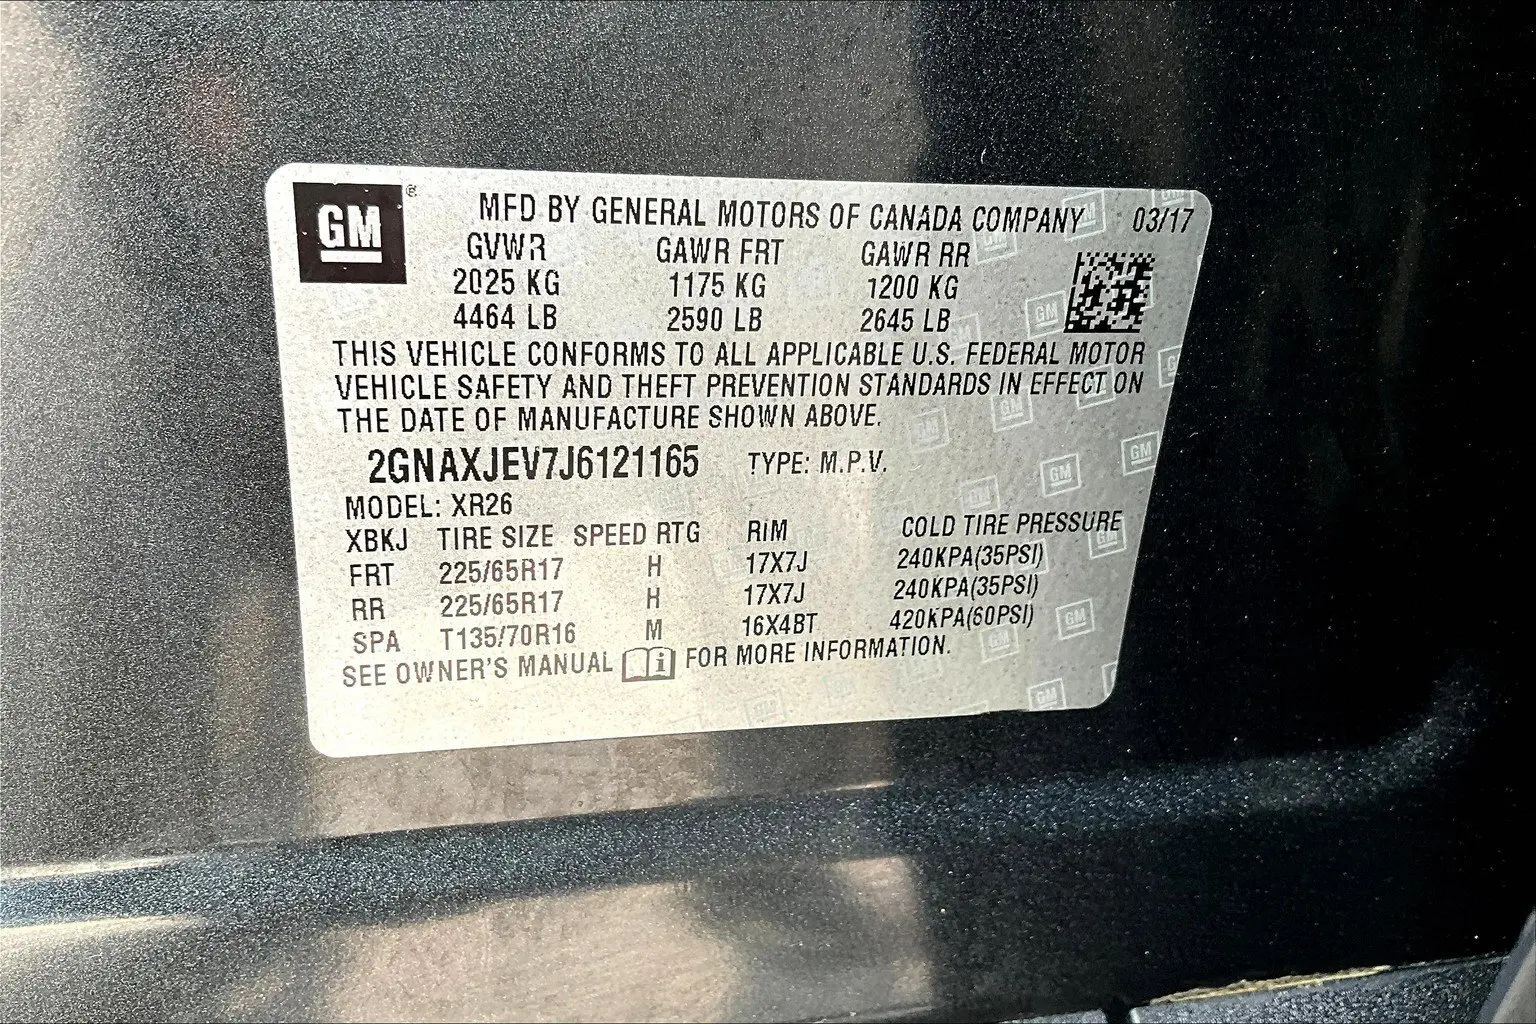 GM ® MFD BY GENERAL MOTORS OF CANADA COMPANY 03/17
GVWR GAWR FRT GAWR RR
2025 KG 1175 KG 1200 KG
4464 LB 2590 LB 2645 LB
THIS VEHICLE CONFORMS TO ALL APPLICABLE U.S. FEDERAL MOTOR
VEHICLE SAFETY AND THEFT PREVENTION STANDARDS IN EFFECT ON
THE DATE OF MANUFACTURE SHOWN ABOVE.
2GNAXJEV7J6121165 TYPE: M.P.V.
MODEL: XR26
XBKJ TIRE SIZE SPEED RTG RIM COLD TIRE PRESSURE
FRT 225/65R17 H 17X7J 240KPA(35PSI)
RR 225/65R17 H 17X7J 240KPA(35PSI)
SPA T135/70R16 M 16X4BT 420KPA(60PSI)
SEE OWNER'S MANUAL FOR MORE INFORMATION.